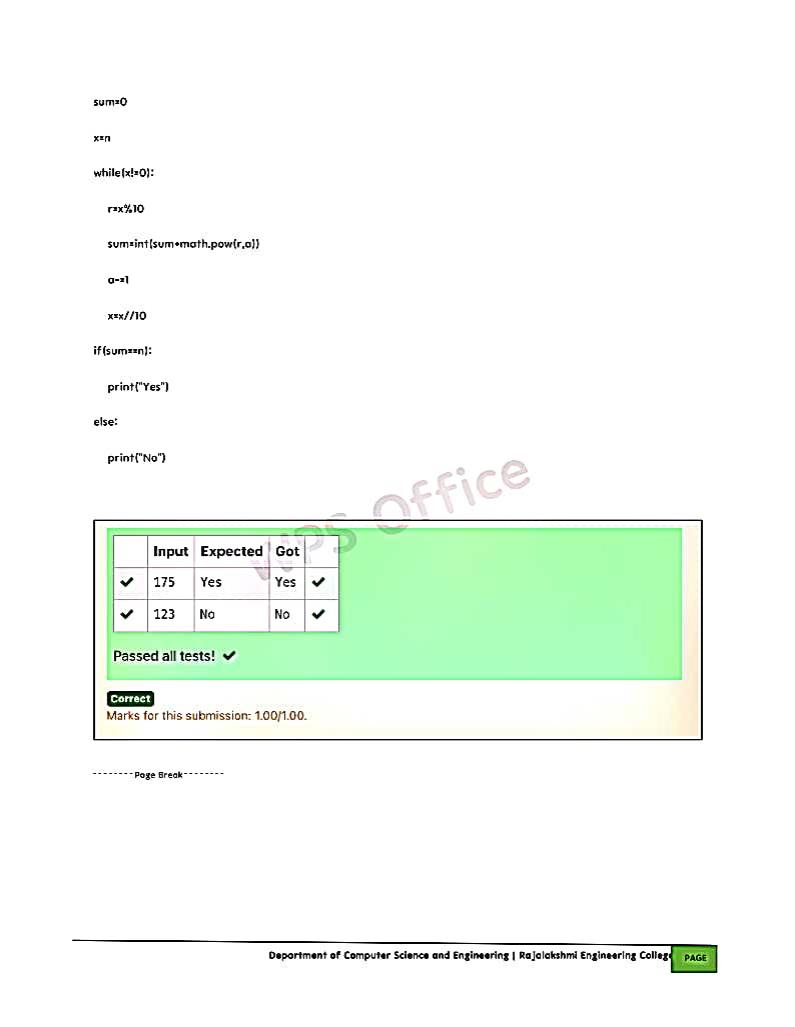 sum=0
x=n
while(x!=0):
r=x%10
sum=int(sum+math.pow(r,a))
a-=1
x=x//10
if(sum==n):
print("Yes")
else:
print("No")
WPS Office
Input Expected Got
✔ 175 Yes Yes ✔
✔ 123 No No ✔
Passed all tests! ✔
Correct
Marks for this submission: 1.00/1.00.
--------Page Break--------
Department of Computer Science and Engineering | Rajalakshmi Engineering College PAGE